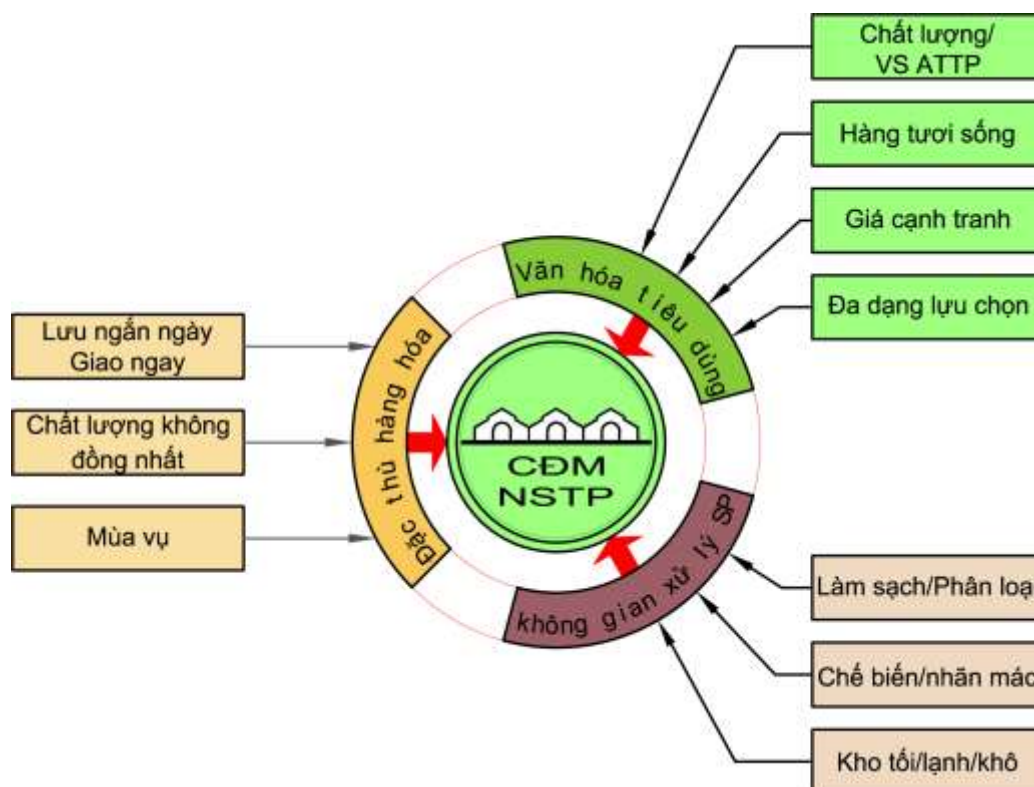 Chất lượng/
VS ATTP
Hàng tươi sống
Giá cạnh tranh
Đa dạng lựu chọn
Văn hóa tiêu dùng
Lưu ngắn ngày
Giao ngay
Chất lượng không
đồng nhất
Mùa vụ
Đặc thù hàng hóa
CĐM
NSTP
không gian xử lý SP
Làm sạch/Phân loạ
Chế biến/nhãn mác
Kho tối/lạnh/khô